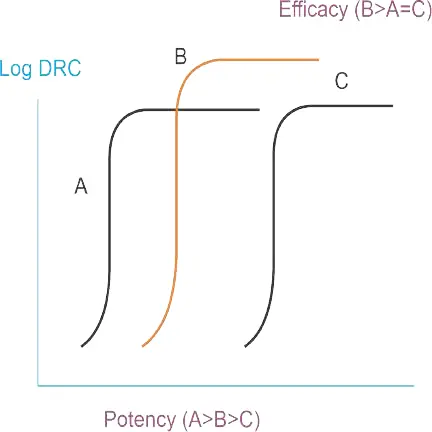 Efficacy (B>A=C)
Log DRC
B
C
A
Potency (A>B>C)